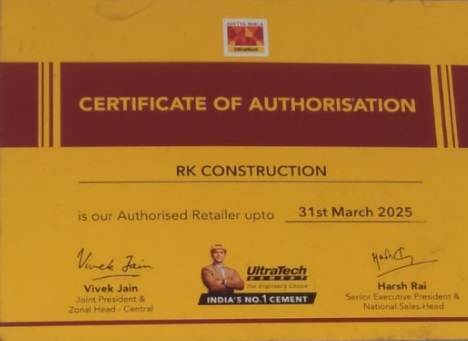 ADITYA BIRLA
UltraTech
CERTIFICATE OF AUTHORISATION
RK CONSTRUCTION
is our Authorised Retailer upto 31st March 2025
Vivek Jain
Vivek Jain
Joint President &
Zonal Head - Central
UltraTech
CEMENT
The Engineer's Choice
INDIA'S NO.1 CEMENT
Harsh Rai
Senior Executive President &
National Sales Head